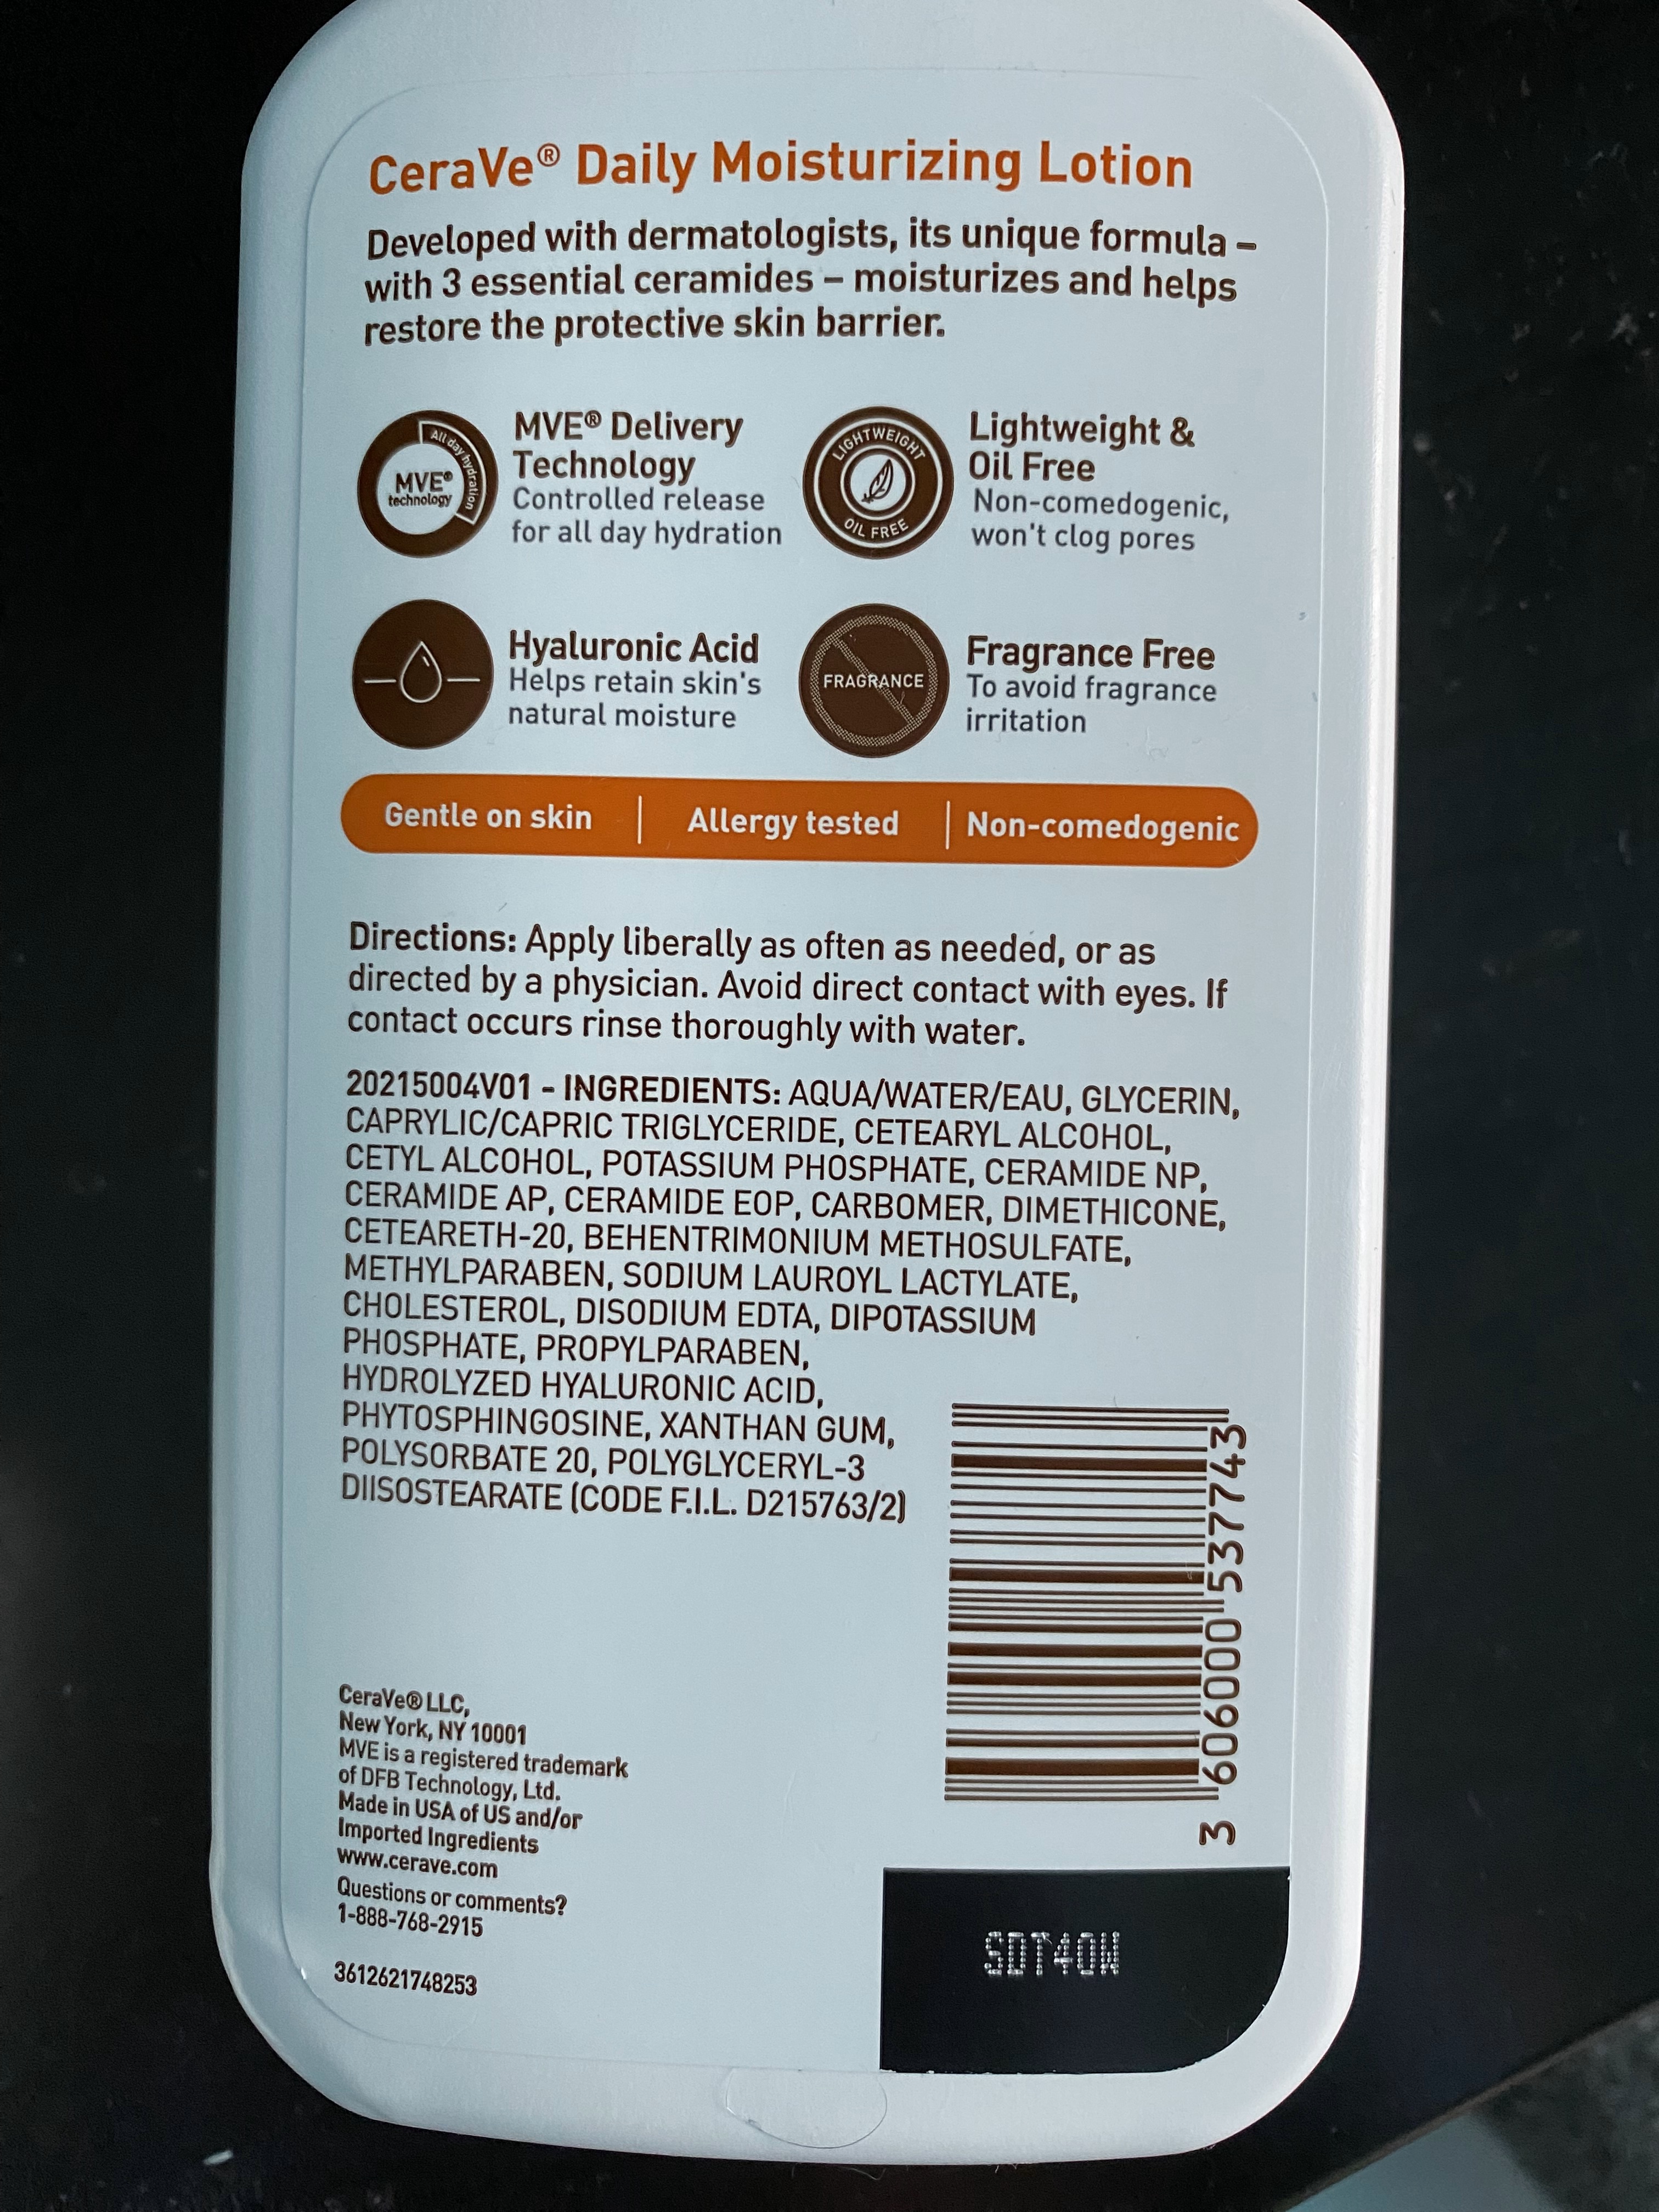 CeraVe® Daily Moisturizing Lotion
Developed with dermatologists, its unique formula –
with 3 essential ceramides – moisturizes and helps
restore the protective skin barrier.
All day hydration
MVE®
technology
MVE® Delivery
Technology
Controlled release
for all day hydration
LIGHTWEIGHT
OIL FREE
Lightweight &
Oil Free
Non-comedogenic,
won't clog pores
Hyaluronic Acid
Helps retain skin's
natural moisture
FRAGRANCE
Fragrance Free
To avoid fragrance
irritation
Gentle on skin | Allergy tested | Non-comedogenic
Directions: Apply liberally as often as needed, or as
directed by a physician. Avoid direct contact with eyes. If
contact occurs rinse thoroughly with water.
20215004V01 - INGREDIENTS: AQUA/WATER/EAU, GLYCERIN,
CAPRYLIC/CAPRIC TRIGLYCERIDE, CETEARYL ALCOHOL,
CETYL ALCOHOL, POTASSIUM PHOSPHATE, CERAMIDE NP,
CERAMIDE AP, CERAMIDE EOP, CARBOMER, DIMETHICONE,
CETEARETH-20, BEHENTRIMONIUM METHOSULFATE,
METHYLPARABEN, SODIUM LAUROYL LACTYLATE,
CHOLESTEROL, DISODIUM EDTA, DIPOTASSIUM
PHOSPHATE, PROPYLPARABEN,
HYDROLYZED HYALURONIC ACID,
PHYTOSPHINGOSINE, XANTHAN GUM,
POLYSORBATE 20, POLYGLYCERYL-3
DIISOSTEARATE (CODE F.I.L. D215763/2)
3 606000 537743
CeraVe® LLC,
New York, NY 10001
MVE is a registered trademark
of DFB Technology, Ltd.
Made in USA of US and/or
Imported Ingredients
www.cerave.com
Questions or comments?
1-888-768-2915
3612621748253
SDT40W